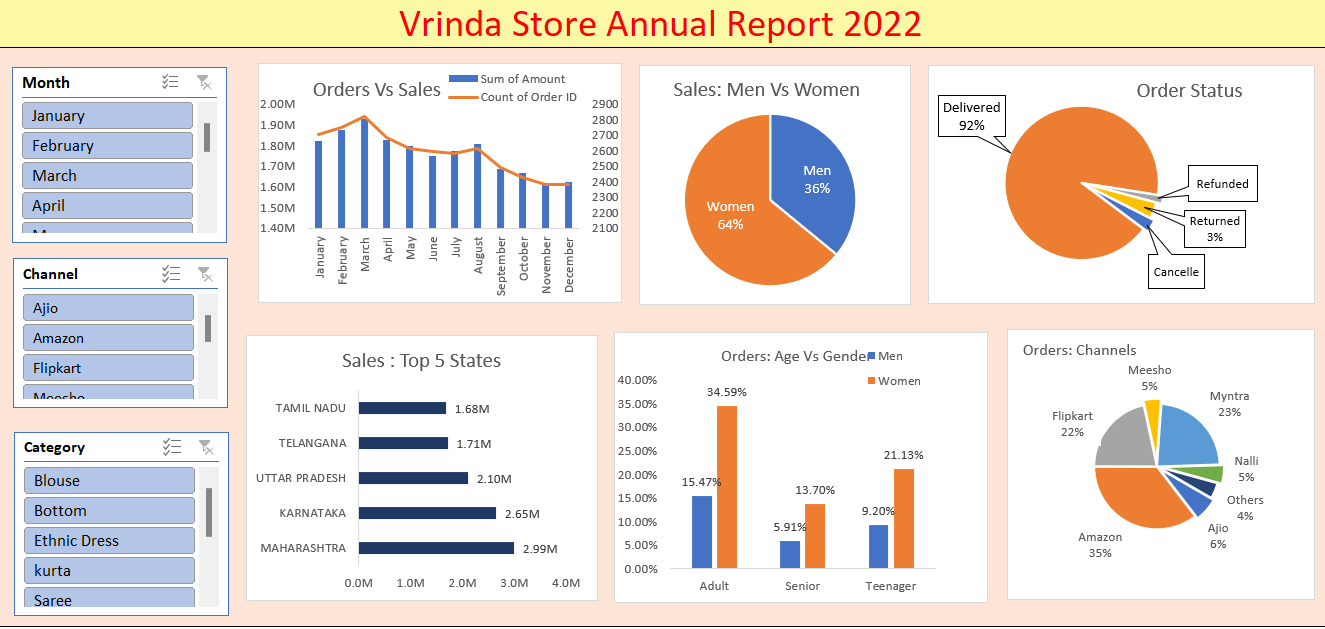 Vrinda Store Annual Report 2022
Month
January
February
March
April
Channel
Ajio
Amazon
Flipkart
Meesho
Category
Blouse
Bottom
Ethnic Dress
kurta
Saree
Orders Vs Sales
Sum of Amount
Count of Order ID
2.00M
1.90M
1.80M
1.70M
1.60M
1.50M
1.40M
2900
2800
2700
2600
2500
2400
2300
2200
2100
January
February
March
April
May
June
July
August
September
October
November
December
Sales: Men Vs Women
Men
36%
Women
64%
Order Status
Delivered
92%
Refunded
Returned
3%
Cancelle
Sales : Top 5 States
TAMIL NADU
1.68M
TELANGANA
1.71M
UTTAR PRADESH
2.10M
KARNATAKA
2.65M
MAHARASHTRA
2.99M
0.0M
1.0M
2.0M
3.0M
4.0M
Orders: Age Vs Gender
Men
Women
40.00%
35.00%
30.00%
25.00%
20.00%
15.00%
10.00%
5.00%
0.00%
15.47%
34.59%
5.91%
13.70%
9.20%
21.13%
Adult
Senior
Teenager
Orders: Channels
Meesho
5%
Myntra
23%
Flipkart
22%
Nalli
5%
Others
4%
Ajio
6%
Amazon
35%